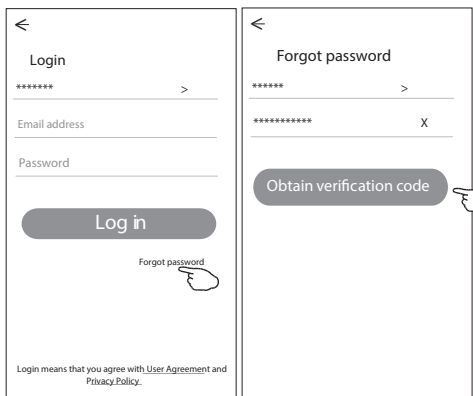 Login
******* >
Email address
Password
Log in
Forgot password
Login means that you agree with User Agreement and
Privacy Policy
Forgot password
****** >
*********** X
Obtain verification code